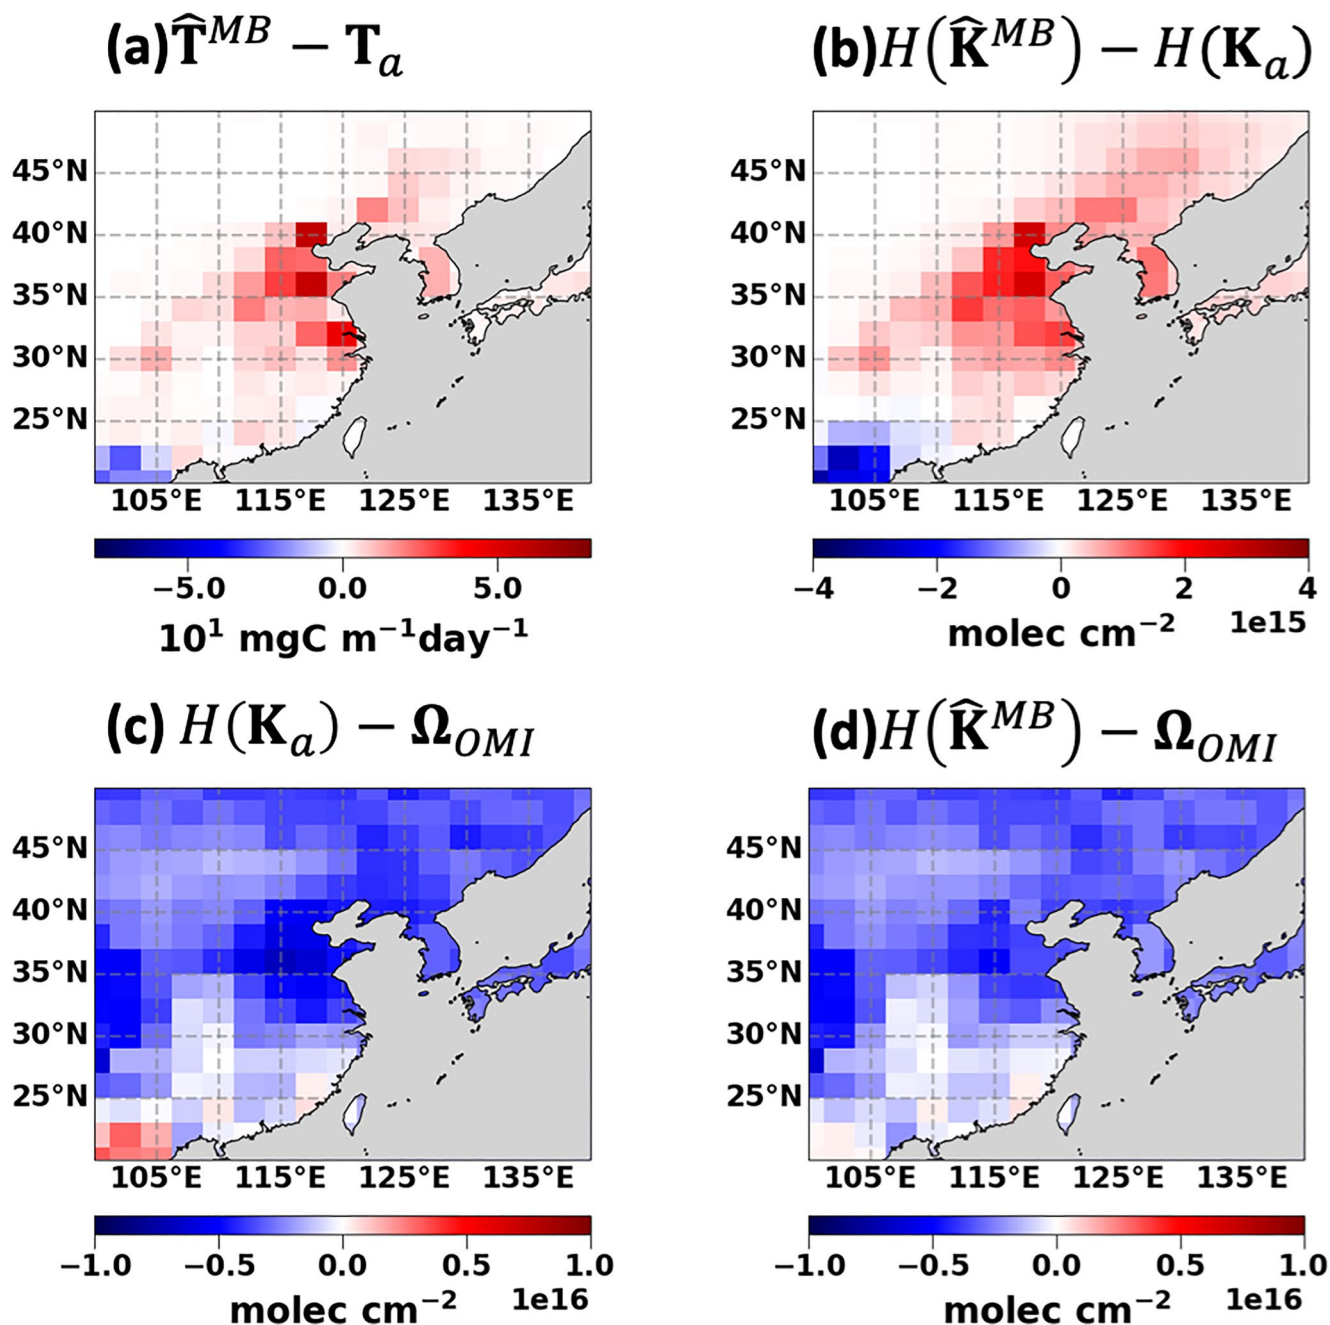 (a) T̂^{MB} − T_a
(b) H(K̂^{MB}) − H(K_a)
45°N
40°N
35°N
30°N
25°N
105°E 115°E 125°E 135°E
45°N
40°N
35°N
30°N
25°N
105°E 115°E 125°E 135°E
−5.0 0.0 5.0
10¹ mgC m⁻¹day⁻¹
−4 −2 0 2 4
molec cm⁻² 1e15
(c) H(K_a) − Ω_{OMI}
(d) H(K̂^{MB}) − Ω_{OMI}
45°N
40°N
35°N
30°N
25°N
105°E 115°E 125°E 135°E
45°N
40°N
35°N
30°N
25°N
105°E 115°E 125°E 135°E
−1.0 −0.5 0.0 0.5 1.0
molec cm⁻² 1e16
−1.0 −0.5 0.0 0.5 1.0
molec cm⁻² 1e16